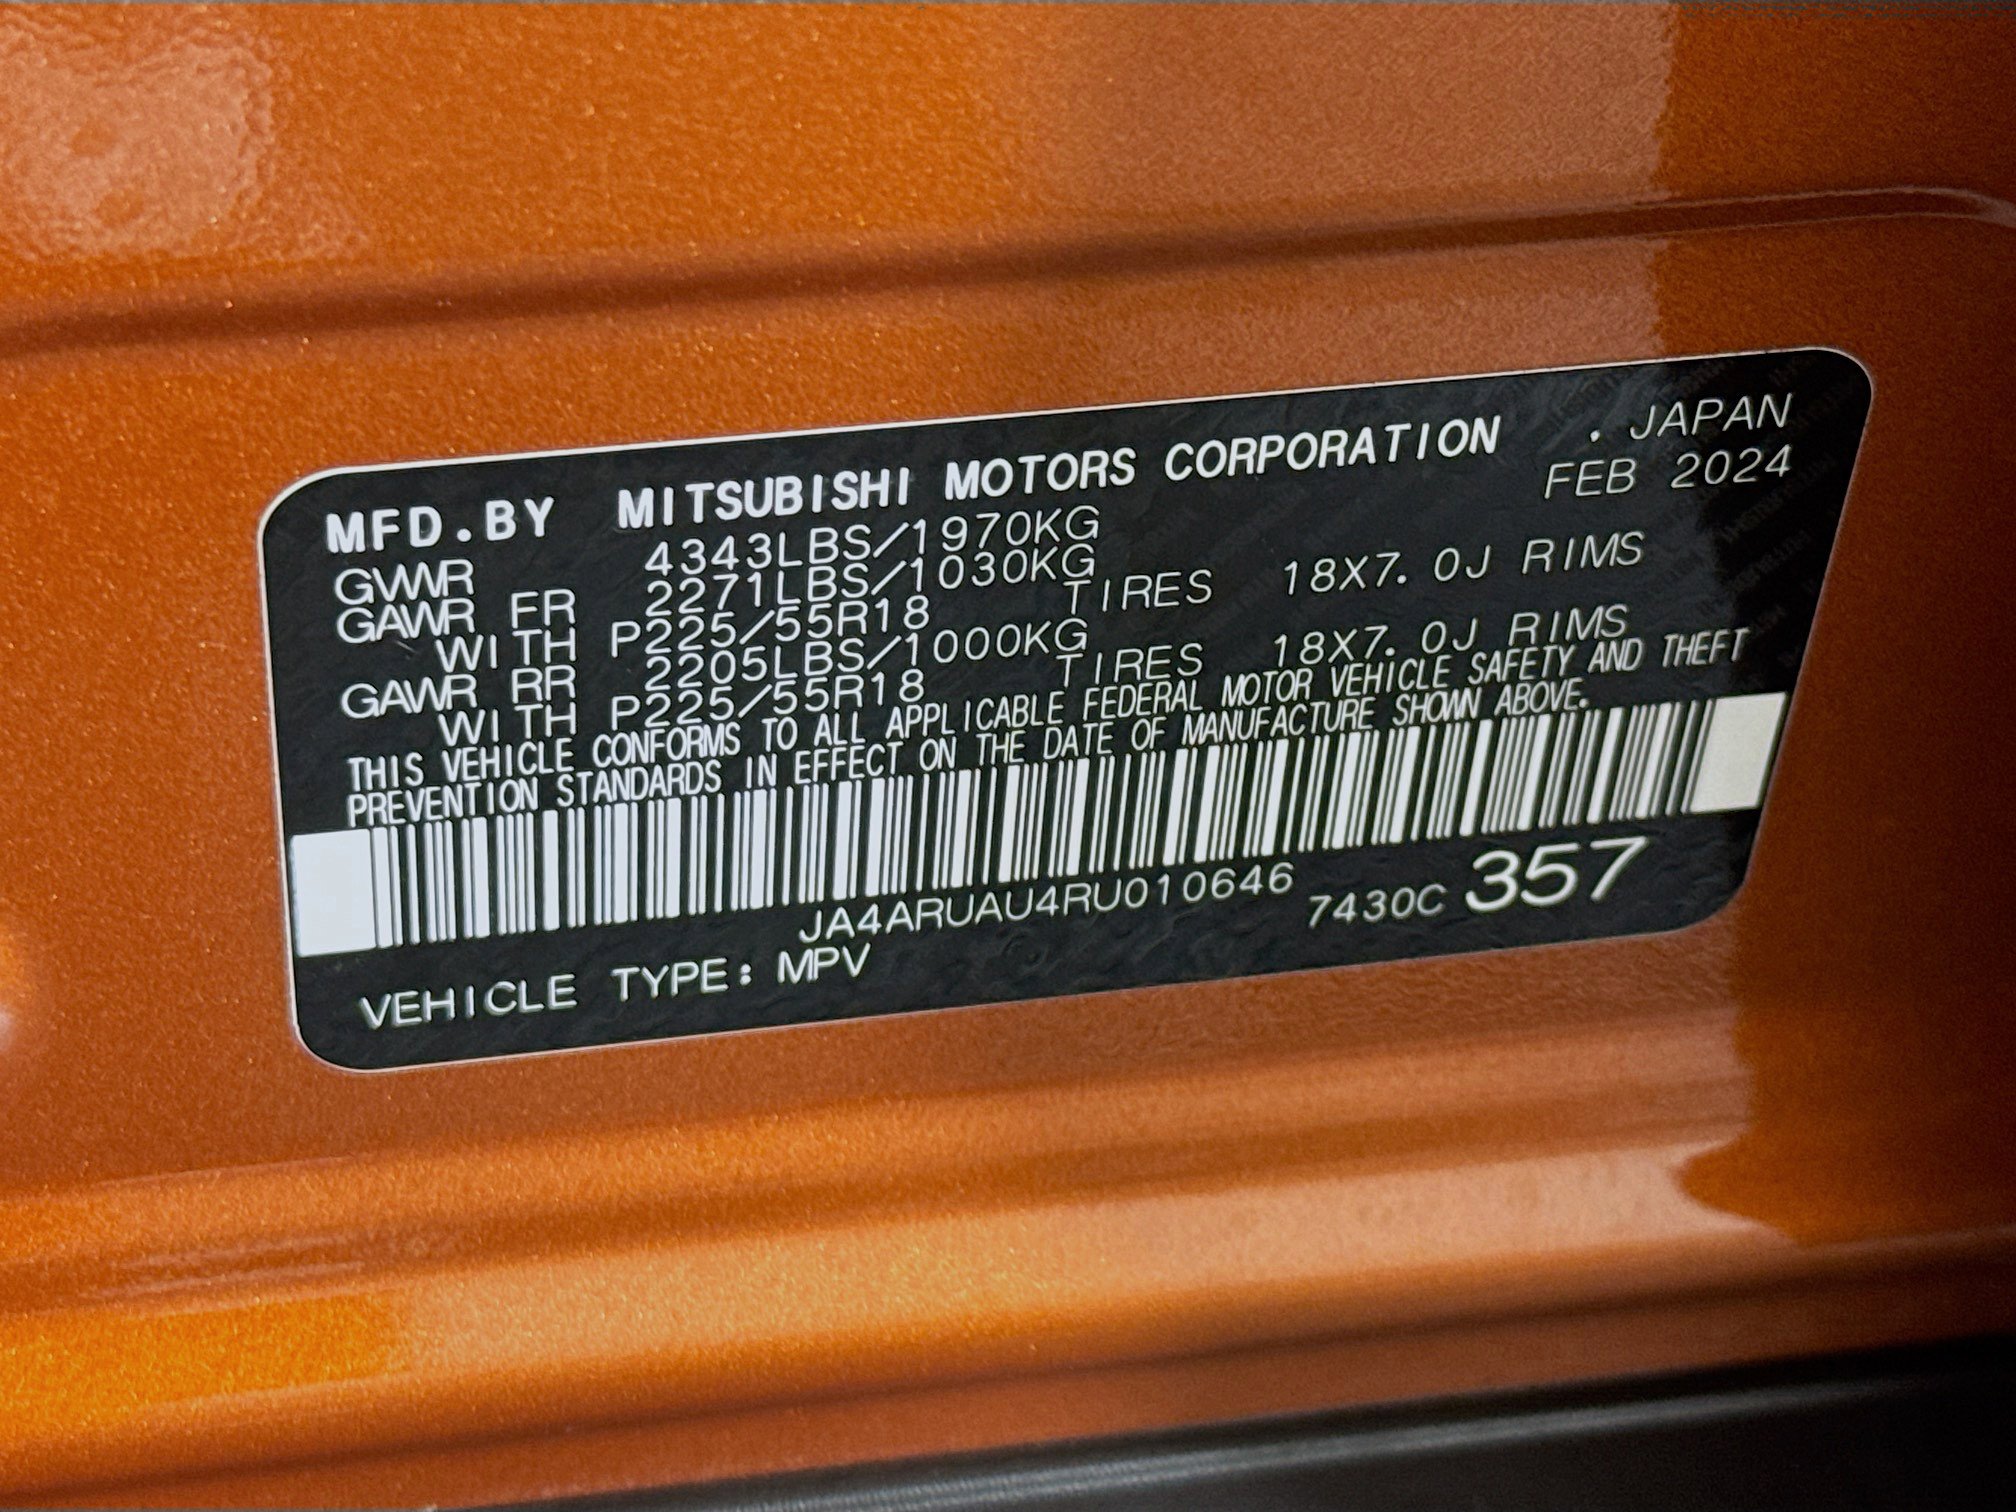 MFD.BY MITSUBISHI MOTORS CORPORATION . JAPAN
FEB 2024
GVWR 4343LBS/1970KG
GAWR FR 2271LBS/1030KG
WITH P225/55R18 TIRES 18X7.0J RIMS
GAWR RR 2205LBS/1000KG
WITH P225/55R18 TIRES 18X7.0J RIMS
THIS VEHICLE CONFORMS TO ALL APPLICABLE FEDERAL MOTOR VEHICLE SAFETY AND THEFT
PREVENTION STANDARDS IN EFFECT ON THE DATE OF MANUFACTURE SHOWN ABOVE.
JA4ARUAU4RU010646 7430C 357
VEHICLE TYPE: MPV